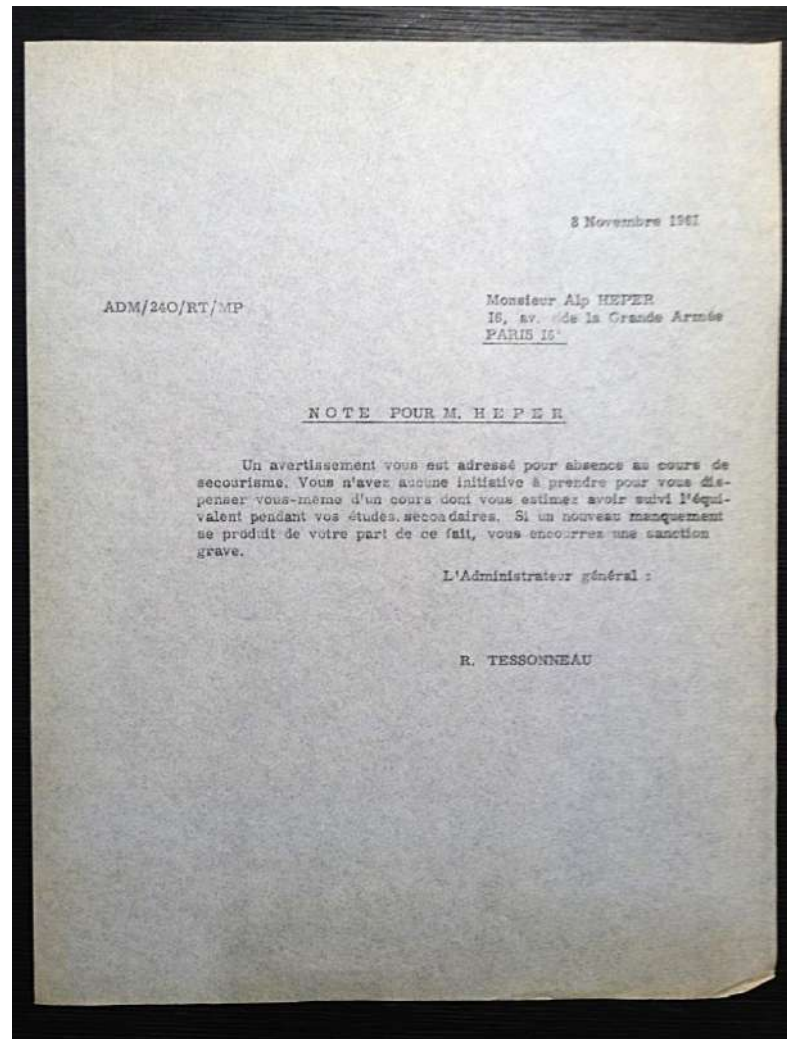 8 Novembre 1961
ADM/24O/RT/MP
Monsieur Alp HEPER
16, av. de la Grande Armée
PARIS 16°
NOTE POUR M. HEPER
Un avertissement vous est adressé pour absence au cours de
secourisme. Vous n'avez aucune initiative à prendre pour vous dis-
penser vous-même d'un cours dont vous estimez avoir suivi l'équi-
valent pendant vos études secondaires. Si un nouveau manquement
se produit de votre part de ce fait, vous encourrez une sanction
grave.
L'Administrateur général :
R. TESSONNEAU